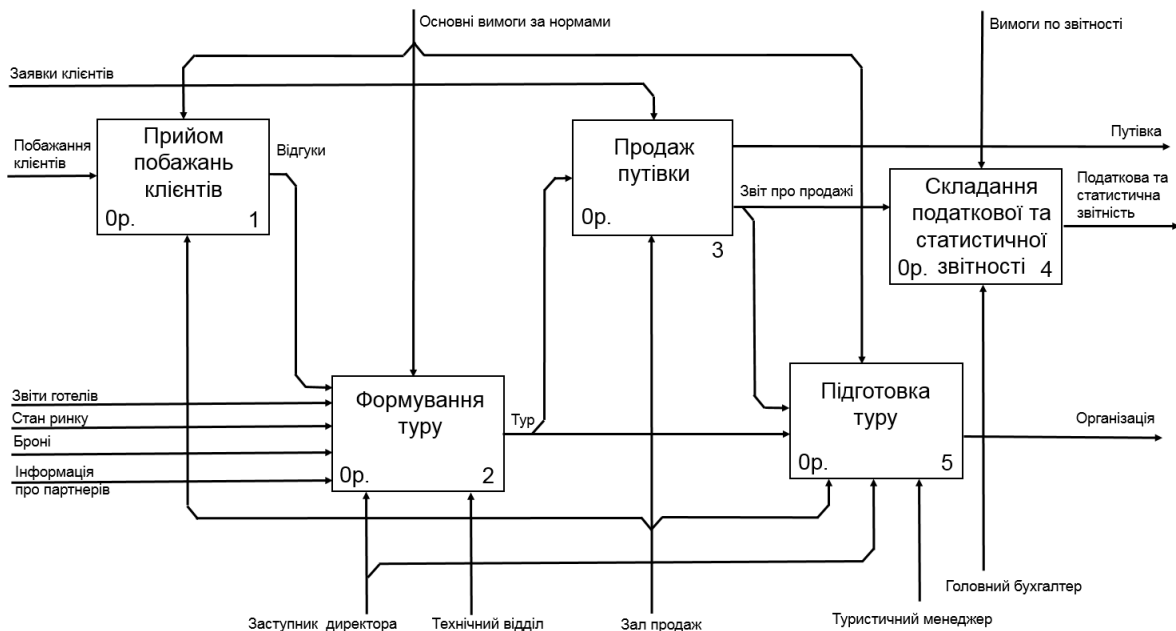 Основні вимоги за нормами
Вимоги по звітності
Заявки клієнтів
Побажання
клієнтів
Прийом
побажань
клієнтів
0р.
1
Відгуки
Продаж
путівки
0р.
3
Путівка
Звіт про продажі
Складання
податкової та
статистичної
звітності
0р.
4
Податкова та
статистична
звітність
Звіти готелів
Стан ринку
Броні
Інформація
про партнерів
Формування
туру
0р.
2
Тур
Підготовка
туру
0р.
5
Організація
Заступник директора
Технічний відділ
Зал продаж
Туристичний менеджер
Головний бухгалтер